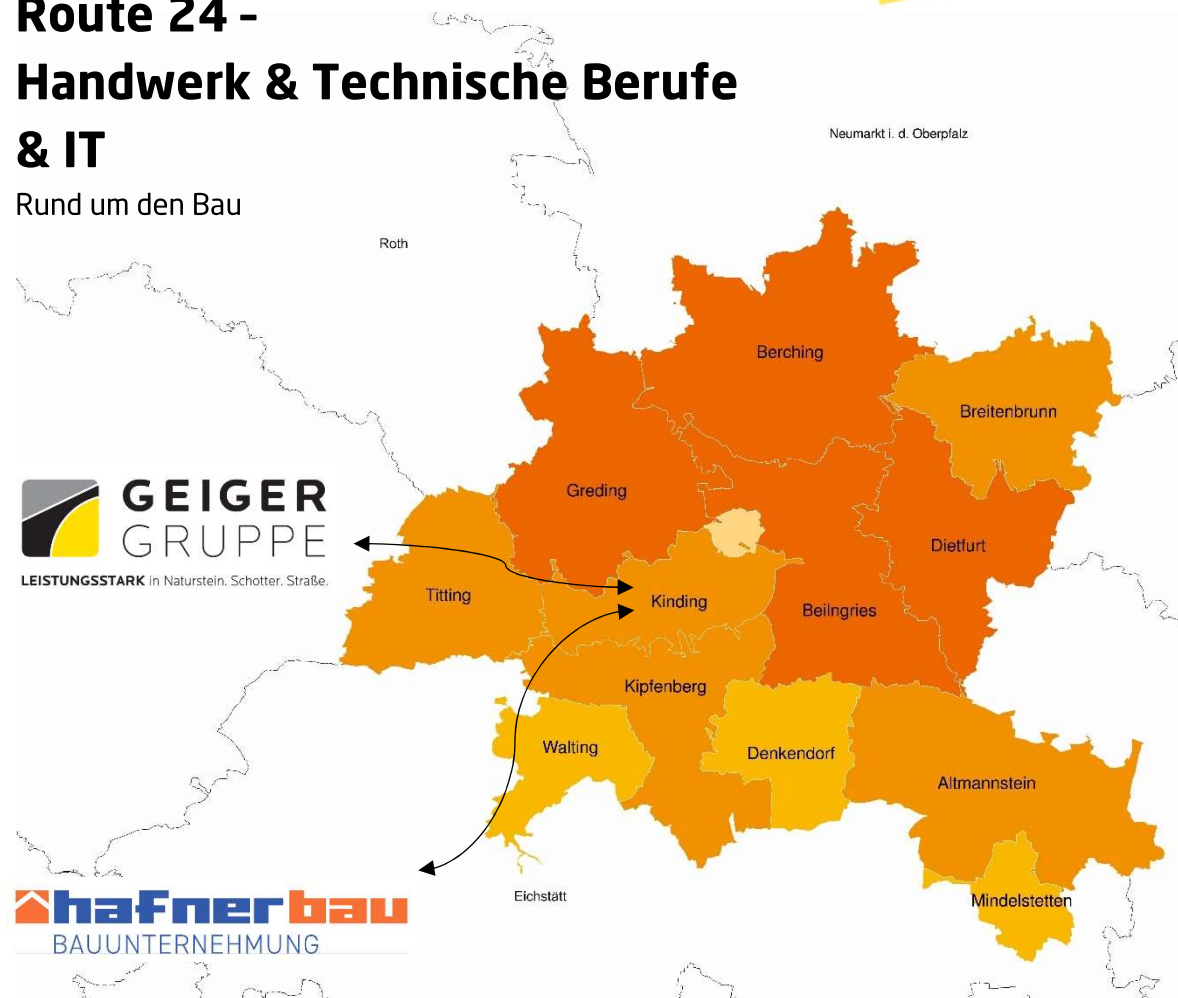 Route 24 –
Handwerk & Technische Berufe
& IT
Rund um den Bau
Neumarkt i. d. Oberpfalz
Roth
Berching
Breitenbrunn
Greding
GEIGER
GRUPPE
LEISTUNGSSTARK in Naturstein. Schotter. Straße.
Dietfurt
Titting
Kinding
Beilngries
Kipfenberg
Walting
Denkendorf
Altmannstein
Eichstätt
Mindelstetten
hafnerbau
BAUUNTERNEHMUNG